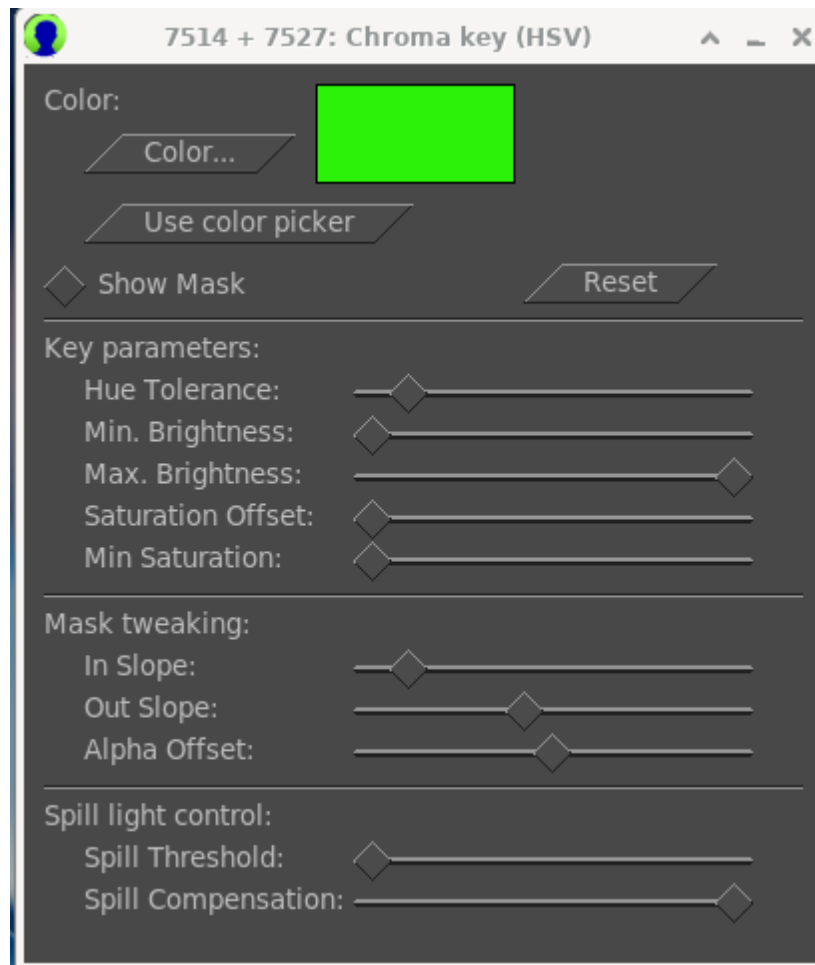 7514 + 7527: Chroma key (HSV)
Color:
Color...
Use color picker
Show Mask
Reset
Key parameters:
Hue Tolerance:
Min. Brightness:
Max. Brightness:
Saturation Offset:
Min Saturation:
Mask tweaking:
In Slope:
Out Slope:
Alpha Offset:
Spill light control:
Spill Threshold:
Spill Compensation: